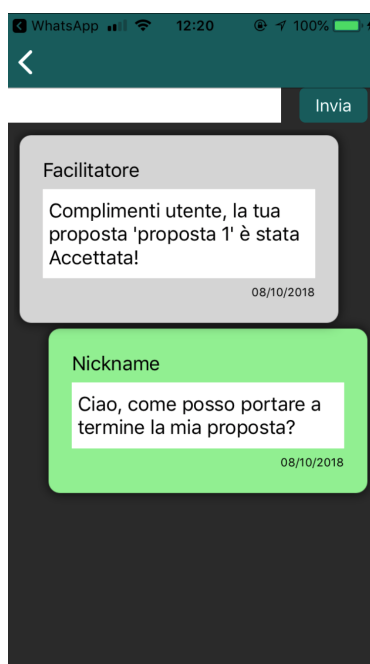 WhatsApp 12:20 100%
Invia
Facilitatore
Complimenti utente, la tua
proposta 'proposta 1' è stata
Accettata!
08/10/2018
Nickname
Ciao, come posso portare a
termine la mia proposta?
08/10/2018